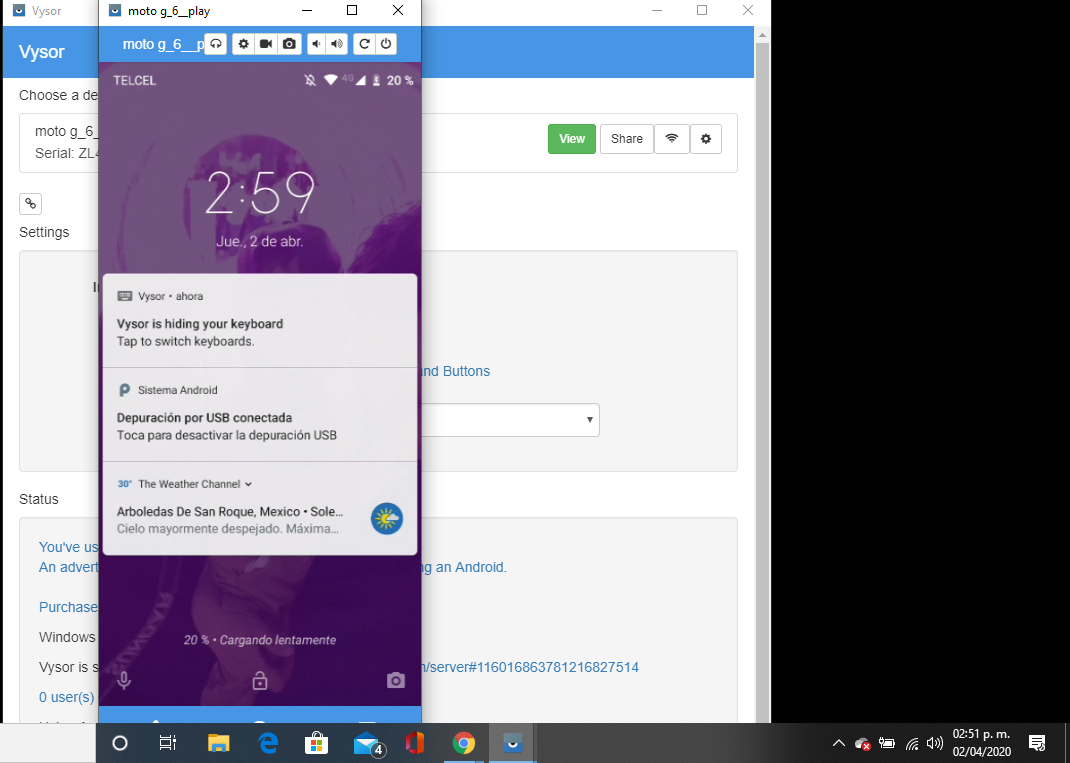 Vysor
moto g_6__play
Vysor
moto g_6__p
Choose a de
moto g_6_
Serial: ZL4
View
Share
Settings
and Buttons
Status
You've us
An advert
ng an Android.
Purchase
Windows
Vysor is s
m/server#116016863781216827514
0 user(s)
TELCEL
4G
20 %
2:59
Jue., 2 de abr.
Vysor • ahora
Vysor is hiding your keyboard
Tap to switch keyboards.
Sistema Android
Depuración por USB conectada
Toca para desactivar la depuración USB
30° The Weather Channel
Arboledas De San Roque, Mexico • Sole...
Cielo mayormente despejado. Máxima...
20 % • Cargando lentamente
4
02:51 p. m.
02/04/2020